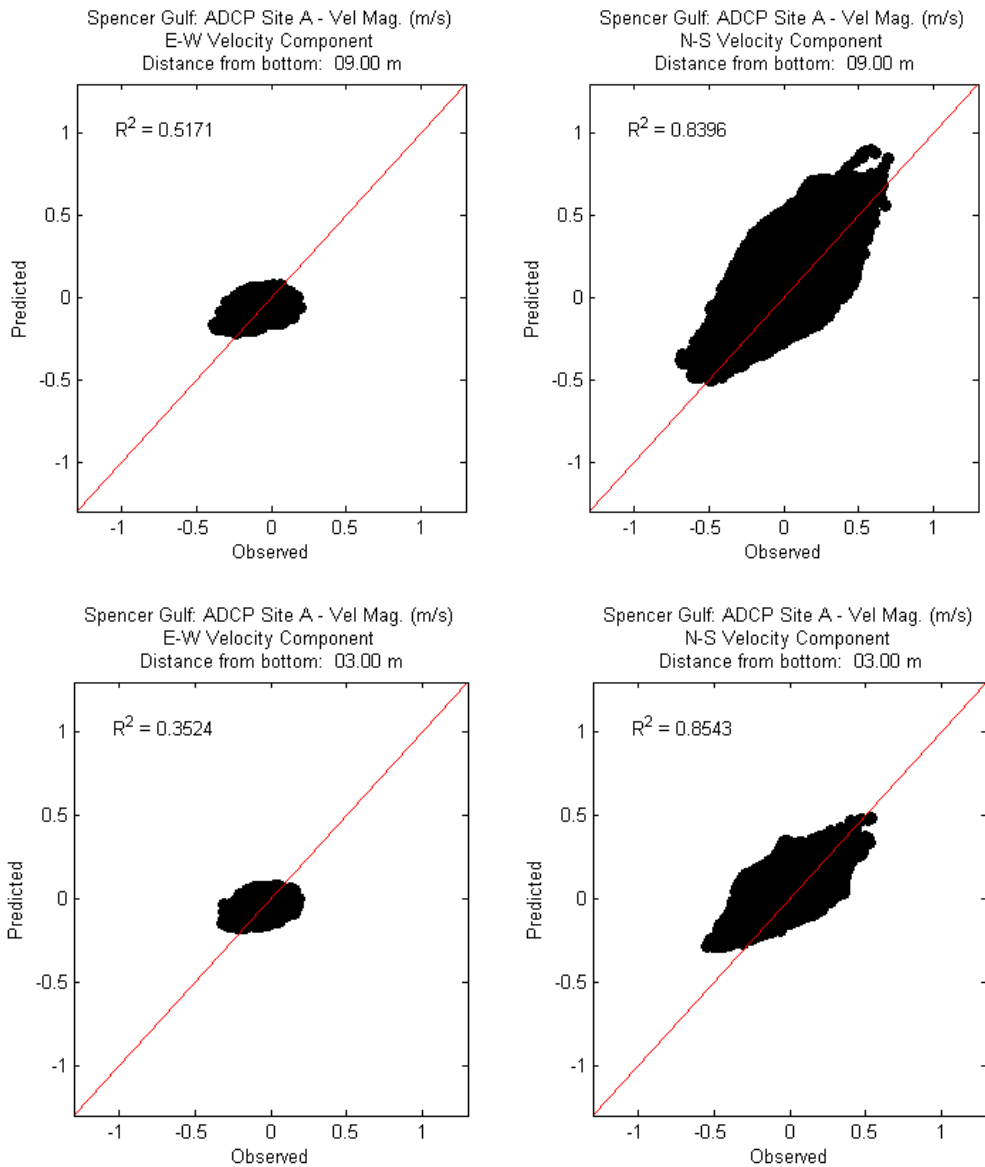 Spencer Gulf: ADCP Site A - Vel Mag. (m/s)
E-W Velocity Component
Distance from bottom: 09.00 m
R² = 0.5171
1
0.5
0
-0.5
-1
Predicted
-1
-0.5
0
0.5
1
Observed
Spencer Gulf: ADCP Site A - Vel Mag. (m/s)
N-S Velocity Component
Distance from bottom: 09.00 m
R² = 0.8396
1
0.5
0
-0.5
-1
Predicted
-1
-0.5
0
0.5
1
Observed
Spencer Gulf: ADCP Site A - Vel Mag. (m/s)
E-W Velocity Component
Distance from bottom: 03.00 m
R² = 0.3524
1
0.5
0
-0.5
-1
Predicted
-1
-0.5
0
0.5
1
Observed
Spencer Gulf: ADCP Site A - Vel Mag. (m/s)
N-S Velocity Component
Distance from bottom: 03.00 m
R² = 0.8543
1
0.5
0
-0.5
-1
Predicted
-1
-0.5
0
0.5
1
Observed